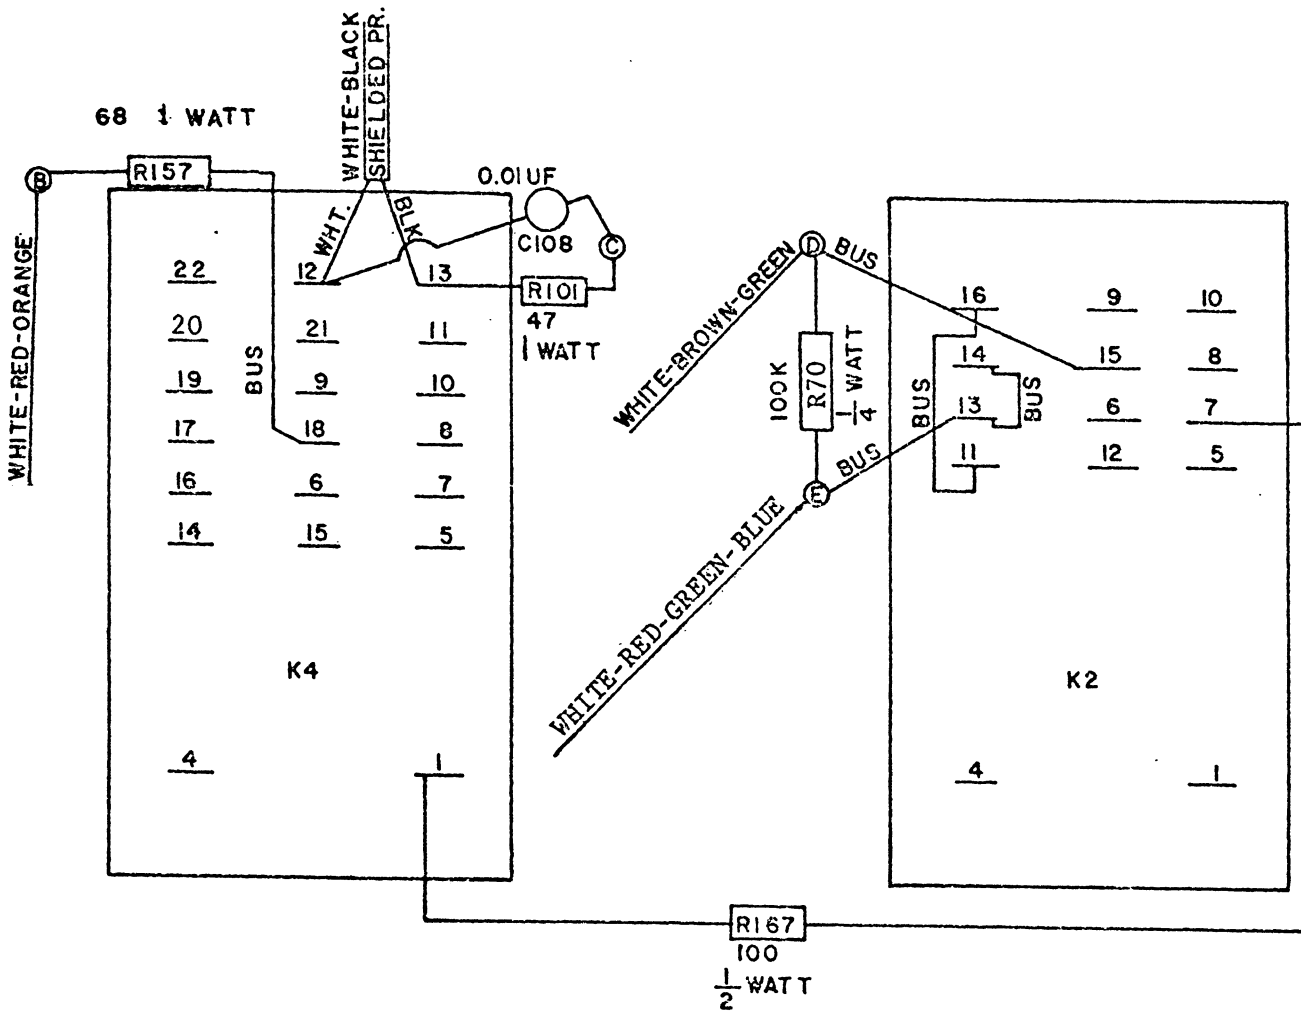 WHITE-BLACK
SHIELDED PR.
68 WATT
B
R157
WHITE-RED-ORANGE
WHT.
BLK
0.01UF
C108
C
R101
47
1 WATT
BUS
22
12
13
20
21
11
19
9
10
17
18
8
16
6
7
14
15
5
K4
4
1
WHITE-BROWN-GREEN
D
BUS
100K
R70
1/4 WATT
E
BUS
WHITE-RED-GREEN-BLUE
16
9
10
14
15
8
BUS
BUS
13
6
7
11
12
5
K2
4
1
R167
100
1/2 WATT